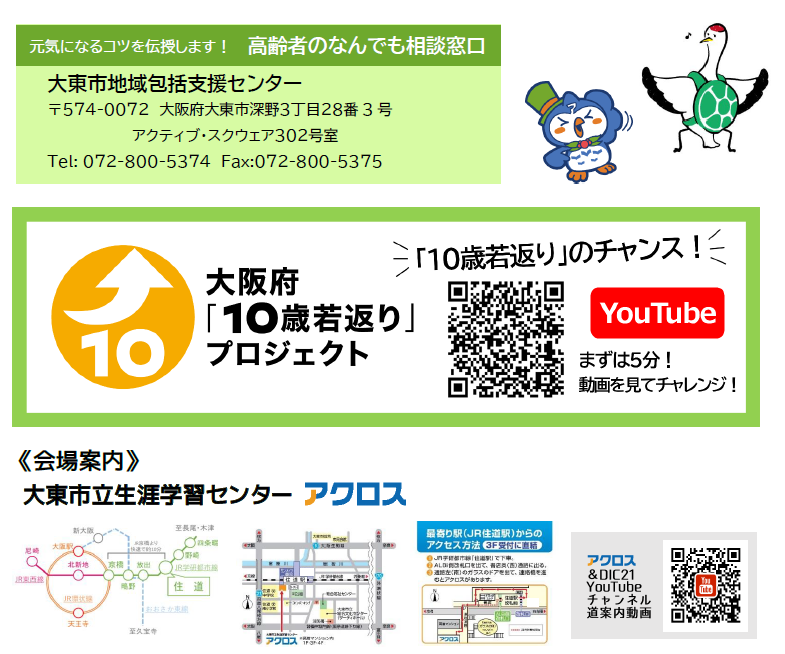 元気になるコツを伝授します！ 高齢者のなんでも相談窓口
大東市地域包括支援センター
〒574-0072 大阪府大東市深野3丁目28番３号
アクティブ・スクウェア302号室
Tel: 072-800-5374 Fax:072-800-5375
「10歳若返り」のチャンス！
10
大阪府
「10歳若返り」
プロジェクト
YouTube
まずは5分！
動画を見てチャレンジ！
《会場案内》
大東市立生涯学習センター アクロス
新大阪
至長尾・木津
四条畷
野崎
大阪駅
尼崎
北新地
京橋
放出
鴫野
JR東西線
JR学研都市線
住道
JR環状線
おおさか東線
天王寺
至久宝寺
住道駅
アクロス
最寄り駅（JR住道駅）からの
アクセス方法 3F受付に直結
アクロス
アクロス
&DIC21
YouTube
チャンネル
道案内動画
You Tube